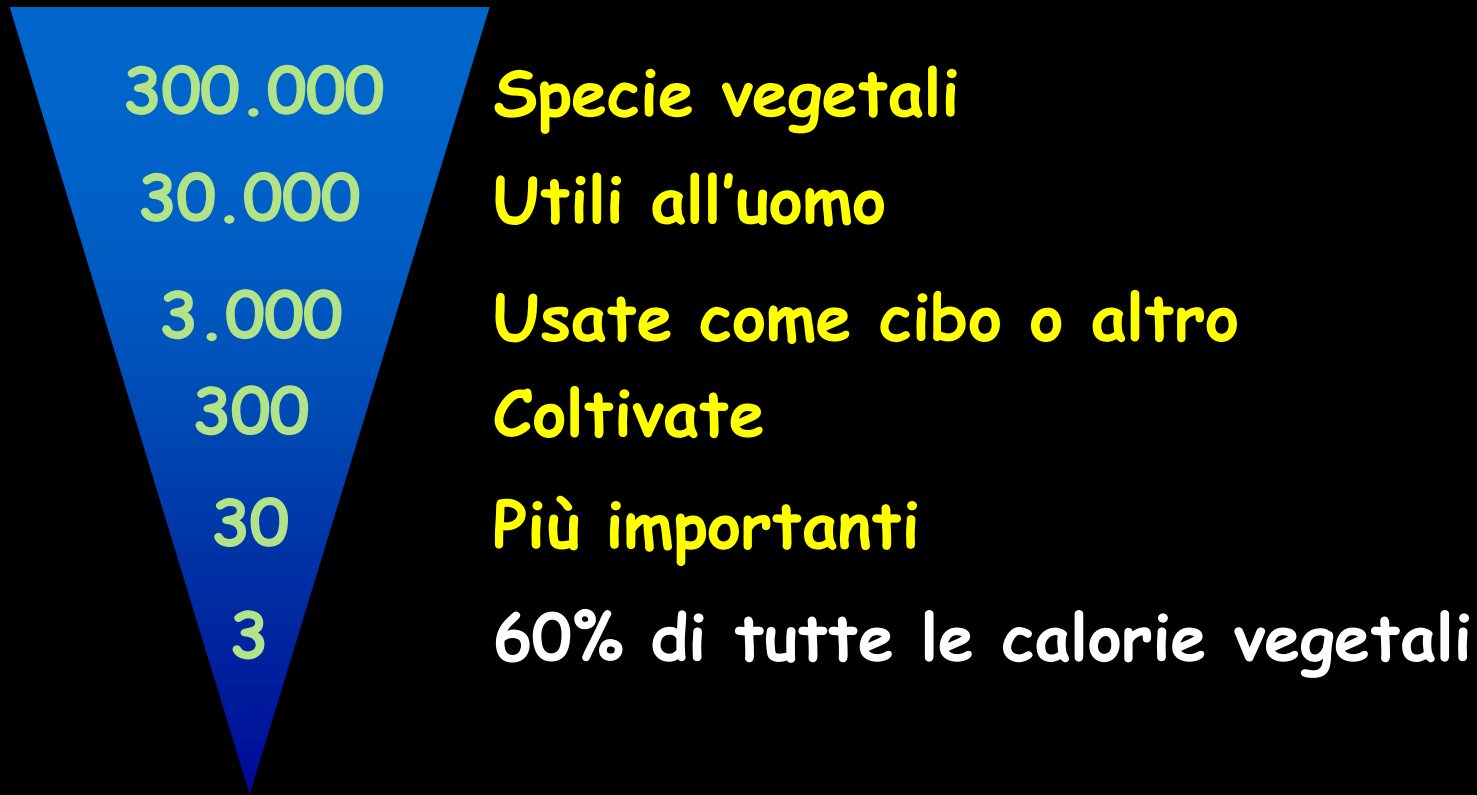 300.000 Specie vegetali
30.000 Utili all'uomo
3.000 Usate come cibo o altro
300 Coltivate
30 Più importanti
3 60% di tutte le calorie vegetali